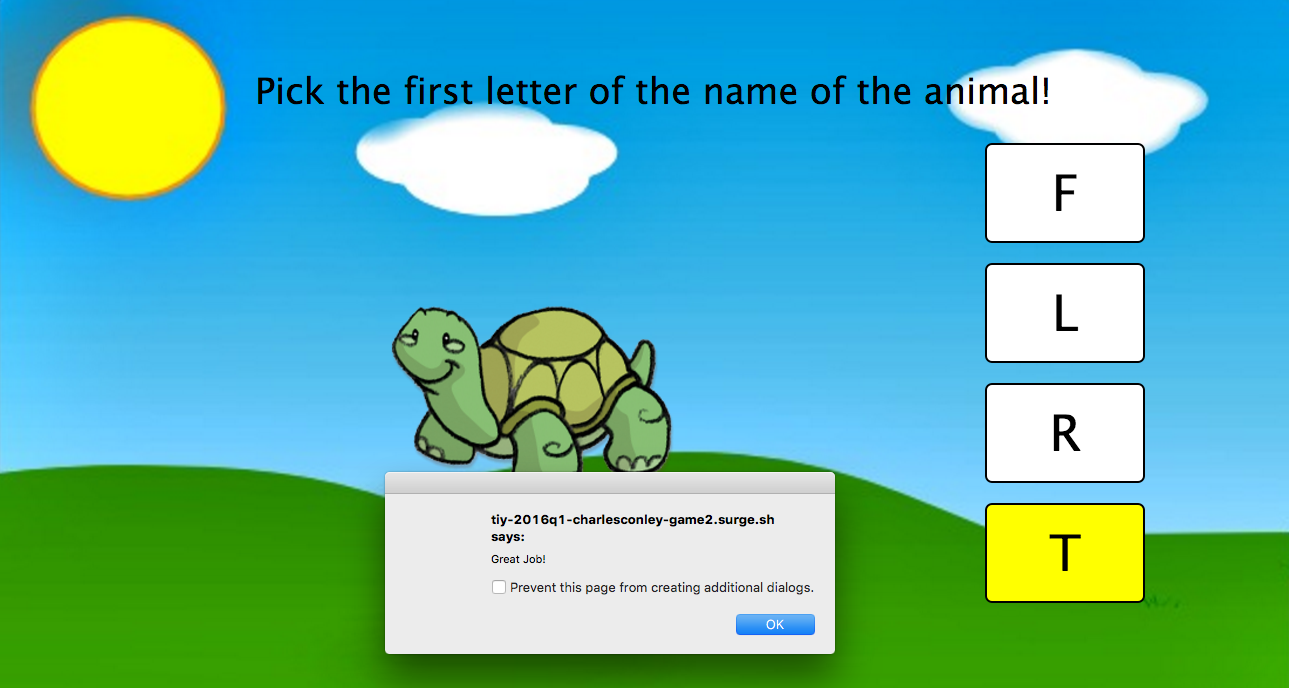 Pick the first letter of the name of the animal!
F
L
R
T
tiy-2016q1-charlesconley-game2.surge.sh
says:
Great Job!
Prevent this page from creating additional dialogs.
OK